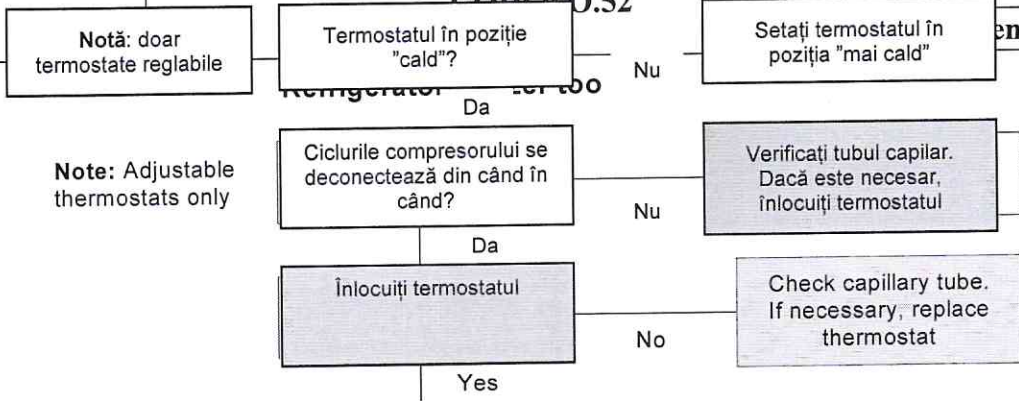 Notă: doar
termostate reglabile
Termostatul în poziție
"cald"?
Nu
Setați termostatul în
poziția "mai cald"
Da
Note: Adjustable
thermostats only
Ciclurile compresorului se
deconectează din când în
când?
Nu
Verificați tubul capilar.
Dacă este necesar,
înlocuiți termostatul
Da
Înlocuiți termostatul
No
Check capillary tube.
If necessary, replace
thermostat
Yes